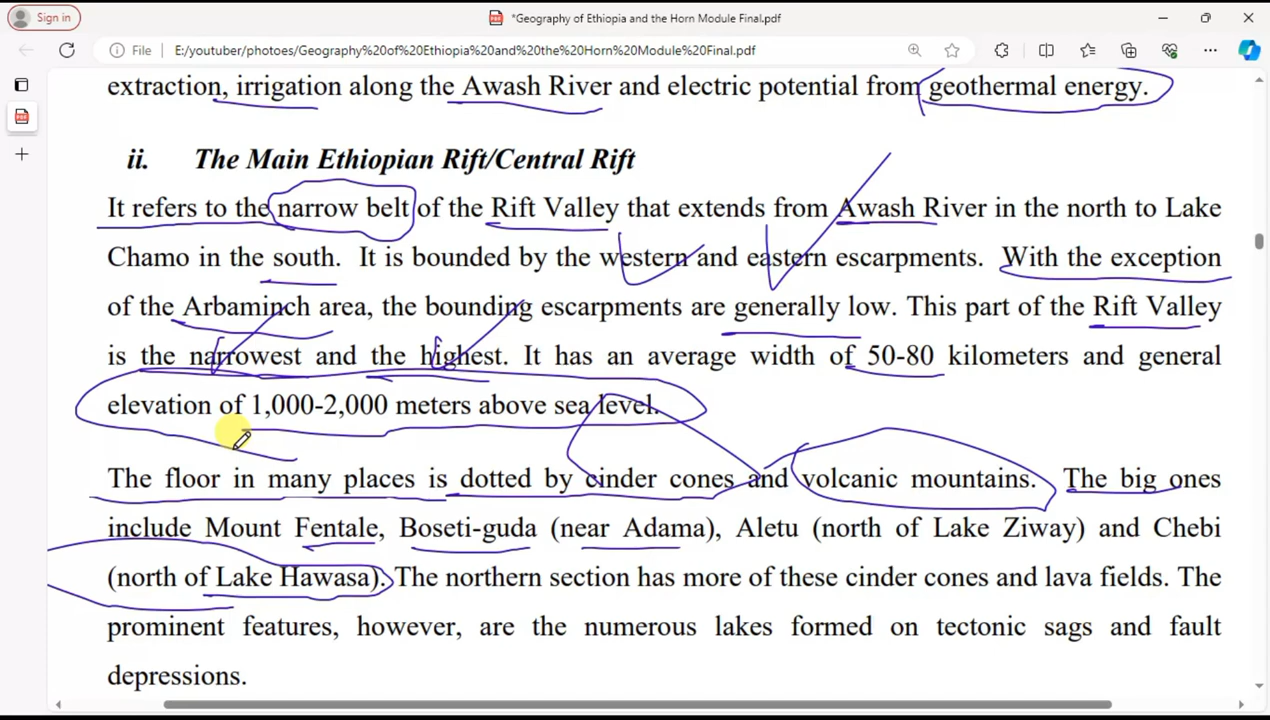 Sign in
*Geography of Ethiopia and the Horn Module Final.pdf
File
E:/youtuber/photoes/Geography%20of%20Ethiopia%20and%20the%20Horn%20Module%20Final.pdf
extraction, irrigation along the Awash River and electric potential from geothermal energy.
ii. The Main Ethiopian Rift/Central Rift
It refers to the narrow belt of the Rift Valley that extends from Awash River in the north to Lake
Chamo in the south. It is bounded by the western and eastern escarpments. With the exception
of the Arbaminch area, the bounding escarpments are generally low. This part of the Rift Valley
is the narrowest and the highest. It has an average width of 50-80 kilometers and general
elevation of 1,000-2,000 meters above sea level.
The floor in many places is dotted by cinder cones and volcanic mountains. The big ones
include Mount Fentale, Boseti-guda (near Adama), Aletu (north of Lake Ziway) and Chebi
(north of Lake Hawasa). The northern section has more of these cinder cones and lava fields. The
prominent features, however, are the numerous lakes formed on tectonic sags and fault
depressions.